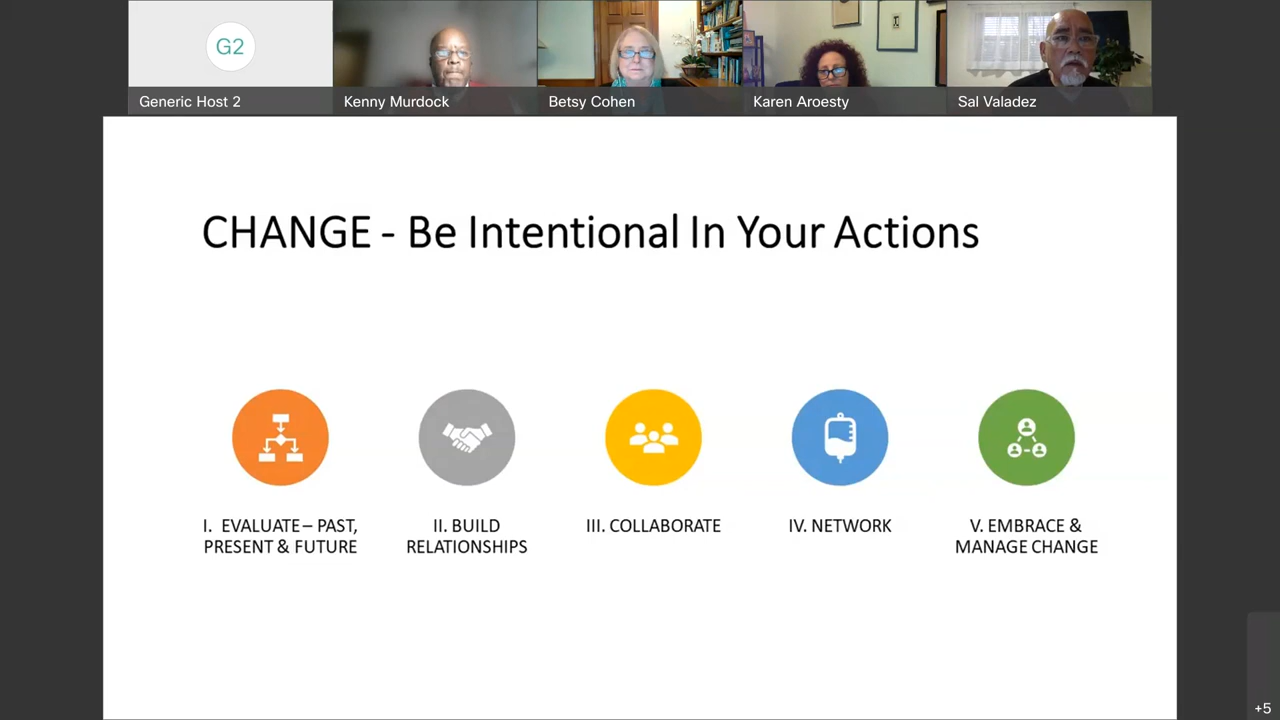 G2
Generic Host 2
Kenny Murdock
Betsy Cohen
Karen Aroesty
Sal Valadez
CHANGE - Be Intentional In Your Actions
I. EVALUATE – PAST,
PRESENT & FUTURE
II. BUILD
RELATIONSHIPS
III. COLLABORATE
IV. NETWORK
V. EMBRACE &
MANAGE CHANGE
+5